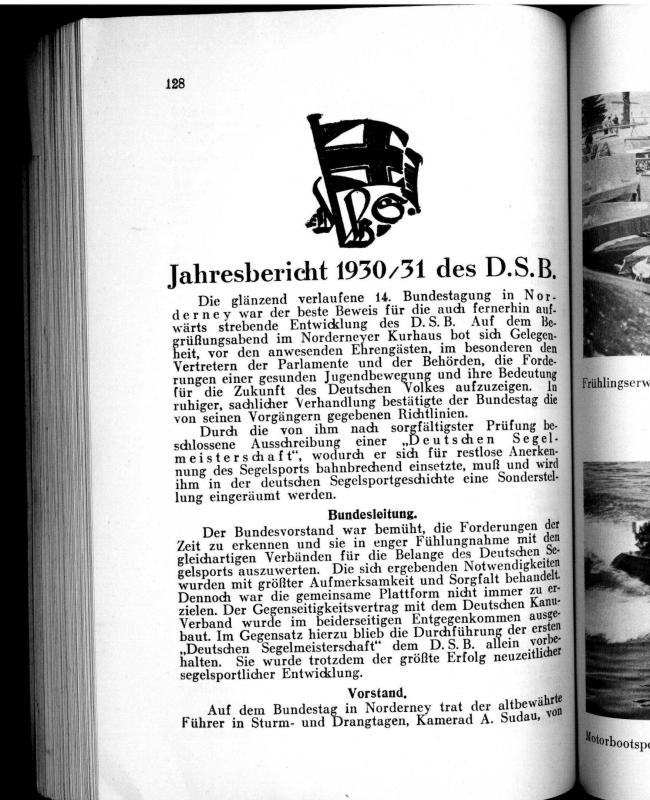 128
D.S.B.
Jahresbericht 1930/31 des D.S.B.
Die glänzend verlaufene 14. Bundestagung in Nor-
derney war der beste Beweis für die auch fernerhin auf-
wärts strebende Entwicklung des D.S.B. Auf dem Be-
grüßungsabend im Norderneyer Kurhaus bot sich Gelegen-
heit, vor den anwesenden Ehrengästen, im besonderen den
Vertretern der Parlamente und der Behörden, die Forde-
rungen einer gesunden Jugendbewegung und ihre Bedeutung
für die Zukunft des Deutschen Volkes aufzuzeigen. In
ruhiger, sachlicher Verhandlung bestätigte der Bundestag die
von seinen Vorgängern gegebenen Richtlinien.
Durch die von ihm nach sorgfältigster Prüfung be-
schlossene Ausschreibung einer „Deutschen Segel-
meisterschaft“, wodurch er sich für restlose Anerken-
nung des Segelsports bahnbrechend einsetzte, muß und wird
ihm in der deutschen Segelsportgeschichte eine Sonderstel-
lung eingeräumt werden.
Bundesleitung.
Der Bundesvorstand war bemüht, die Forderungen der
Zeit zu erkennen und sie in enger Fühlungnahme mit den
gleichartigen Verbänden für die Belange des Deutschen Se-
gelsports auszuwerten. Die sich ergebenden Notwendigkeiten
wurden mit größter Aufmerksamkeit und Sorgfalt behandelt.
Dennoch war die gemeinsame Plattform nicht immer zu er-
zielen. Der Gegenseitigkeitsvertrag mit dem Deutschen Kanu-
Verband wurde im beiderseitigen Entgegenkommen ausge-
baut. Im Gegensatz hierzu blieb die Durchführung der ersten
„Deutschen Segelmeisterschaft“ dem D.S.B. allein vorbe-
halten. Sie wurde trotzdem der größte Erfolg neuzeitlicher
segelsportlicher Entwicklung.
Vorstand.
Auf dem Bundestag in Norderney trat der altbewährte
Führer in Sturm- und Drangtagen, Kamerad A. Sudau, von
Frühlingserw
Motorbootspo